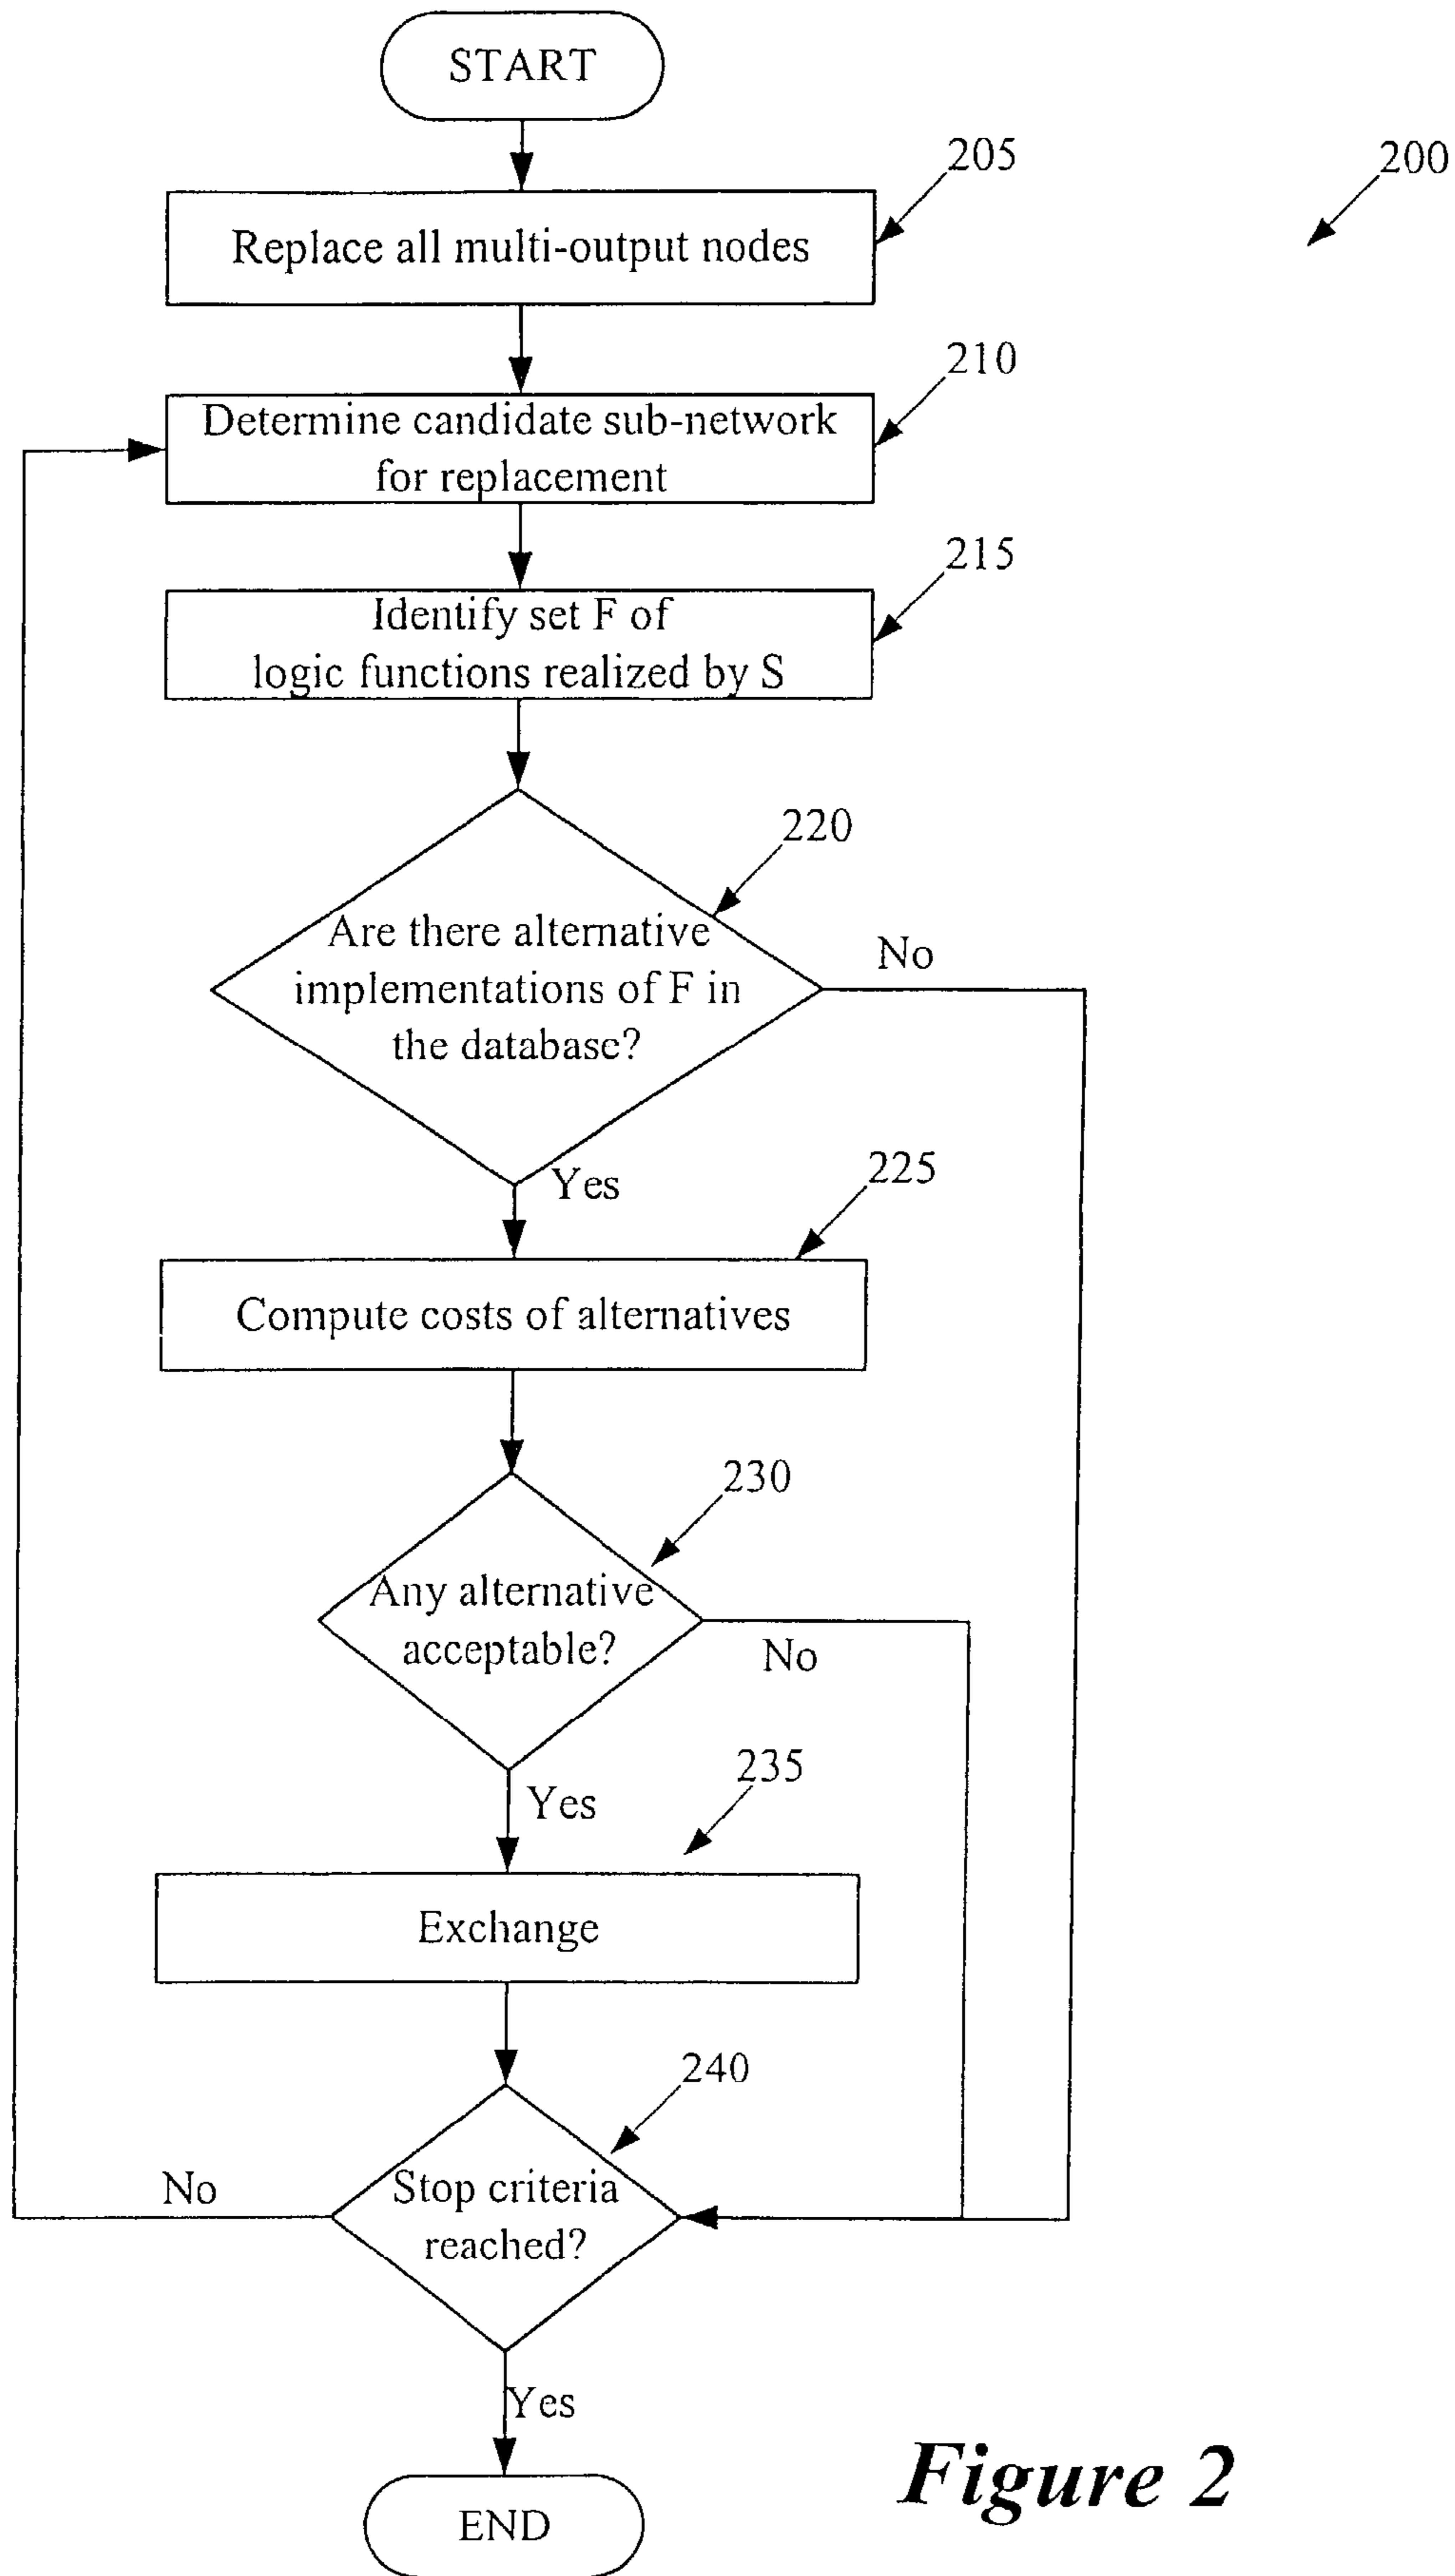 START
205
200
Replace all multi-output nodes
210
Determine candidate sub-network
for replacement
215
Identify set F of
logic functions realized by S
220
Are there alternative
implementations of F in
the database?
No
Yes
225
Compute costs of alternatives
230
Any alternative
acceptable?
No
Yes
235
Exchange
240
Stop criteria
reached?
No
Yes
END
Figure 2